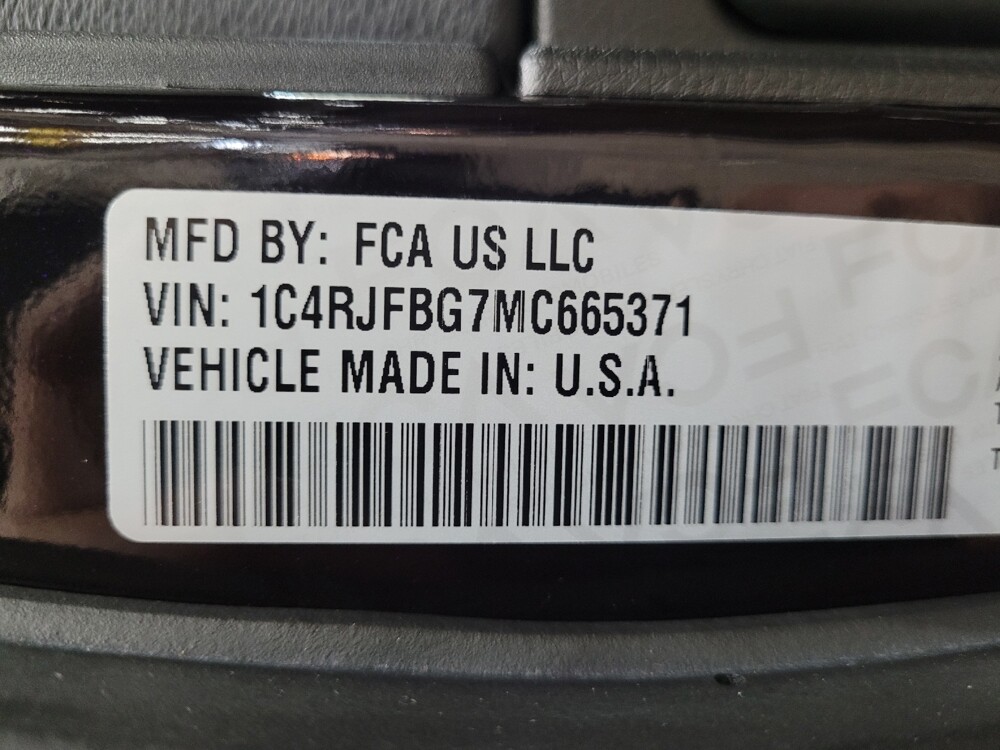 MFD BY: FCA US LLC
VIN: 1C4RJFBG7MC665371
VEHICLE MADE IN: U.S.A.